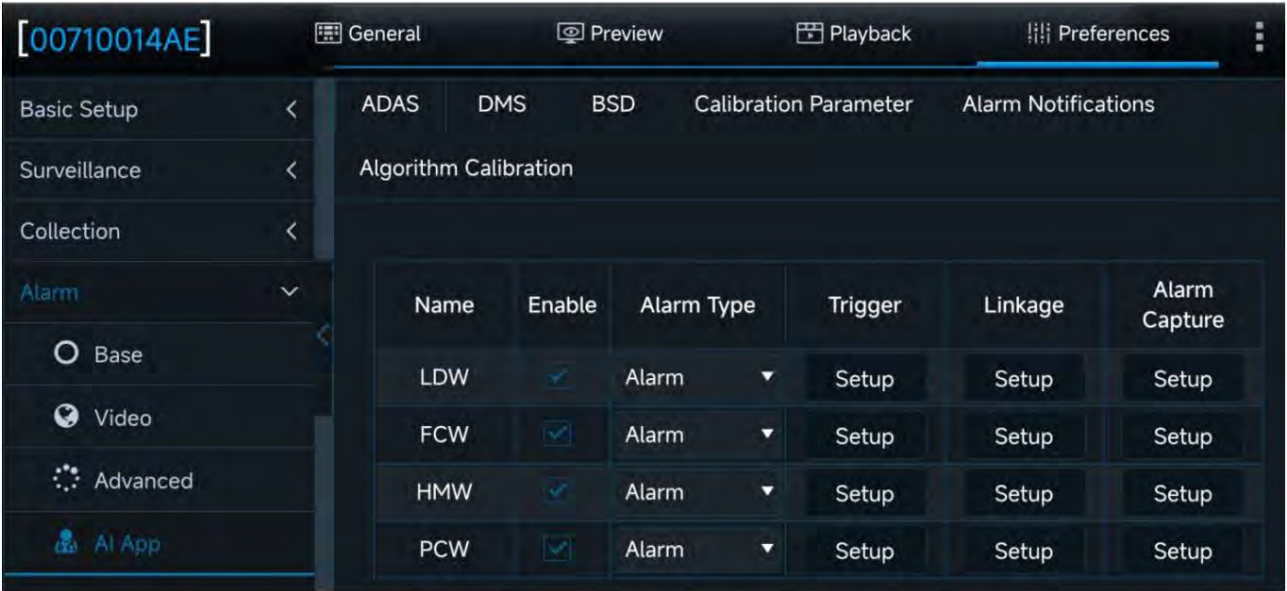 [00710014AE] General Preview Playback Preferences
Basic Setup
Surveillance
Collection
Alarm
Base
Video
Advanced
AI App
ADAS DMS BSD Calibration Parameter Alarm Notifications
Algorithm Calibration
Name Enable Alarm Type Trigger Linkage Alarm Capture
LDW Alarm Setup Setup Setup
FCW Alarm Setup Setup Setup
HMW Alarm Setup Setup Setup
PCW Alarm Setup Setup Setup